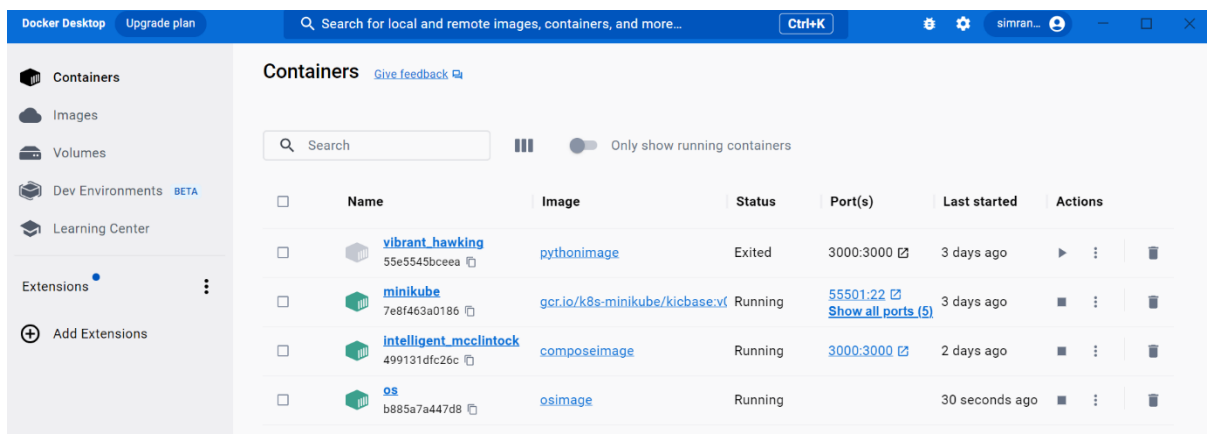 Docker Desktop Upgrade plan Search for local and remote images, containers, and more... Ctrl+K simran...
Containers
Images
Volumes
Dev Environments BETA
Learning Center
Extensions
Add Extensions
Containers Give feedback
Search Only show running containers
Name Image Status Port(s) Last started Actions
vibrant_hawking
55e5545bceea pythonimage Exited 3000:3000 3 days ago
minikube
7e8f463a0186 gcr.io/k8s-minikube/kicbase:v( Running 55501:22 3 days ago
Show all ports (5)
intelligent_mcclintock
499131dfc26c composeimage Running 3000:3000 2 days ago
os
b885a7a447d8 osimage Running 30 seconds ago